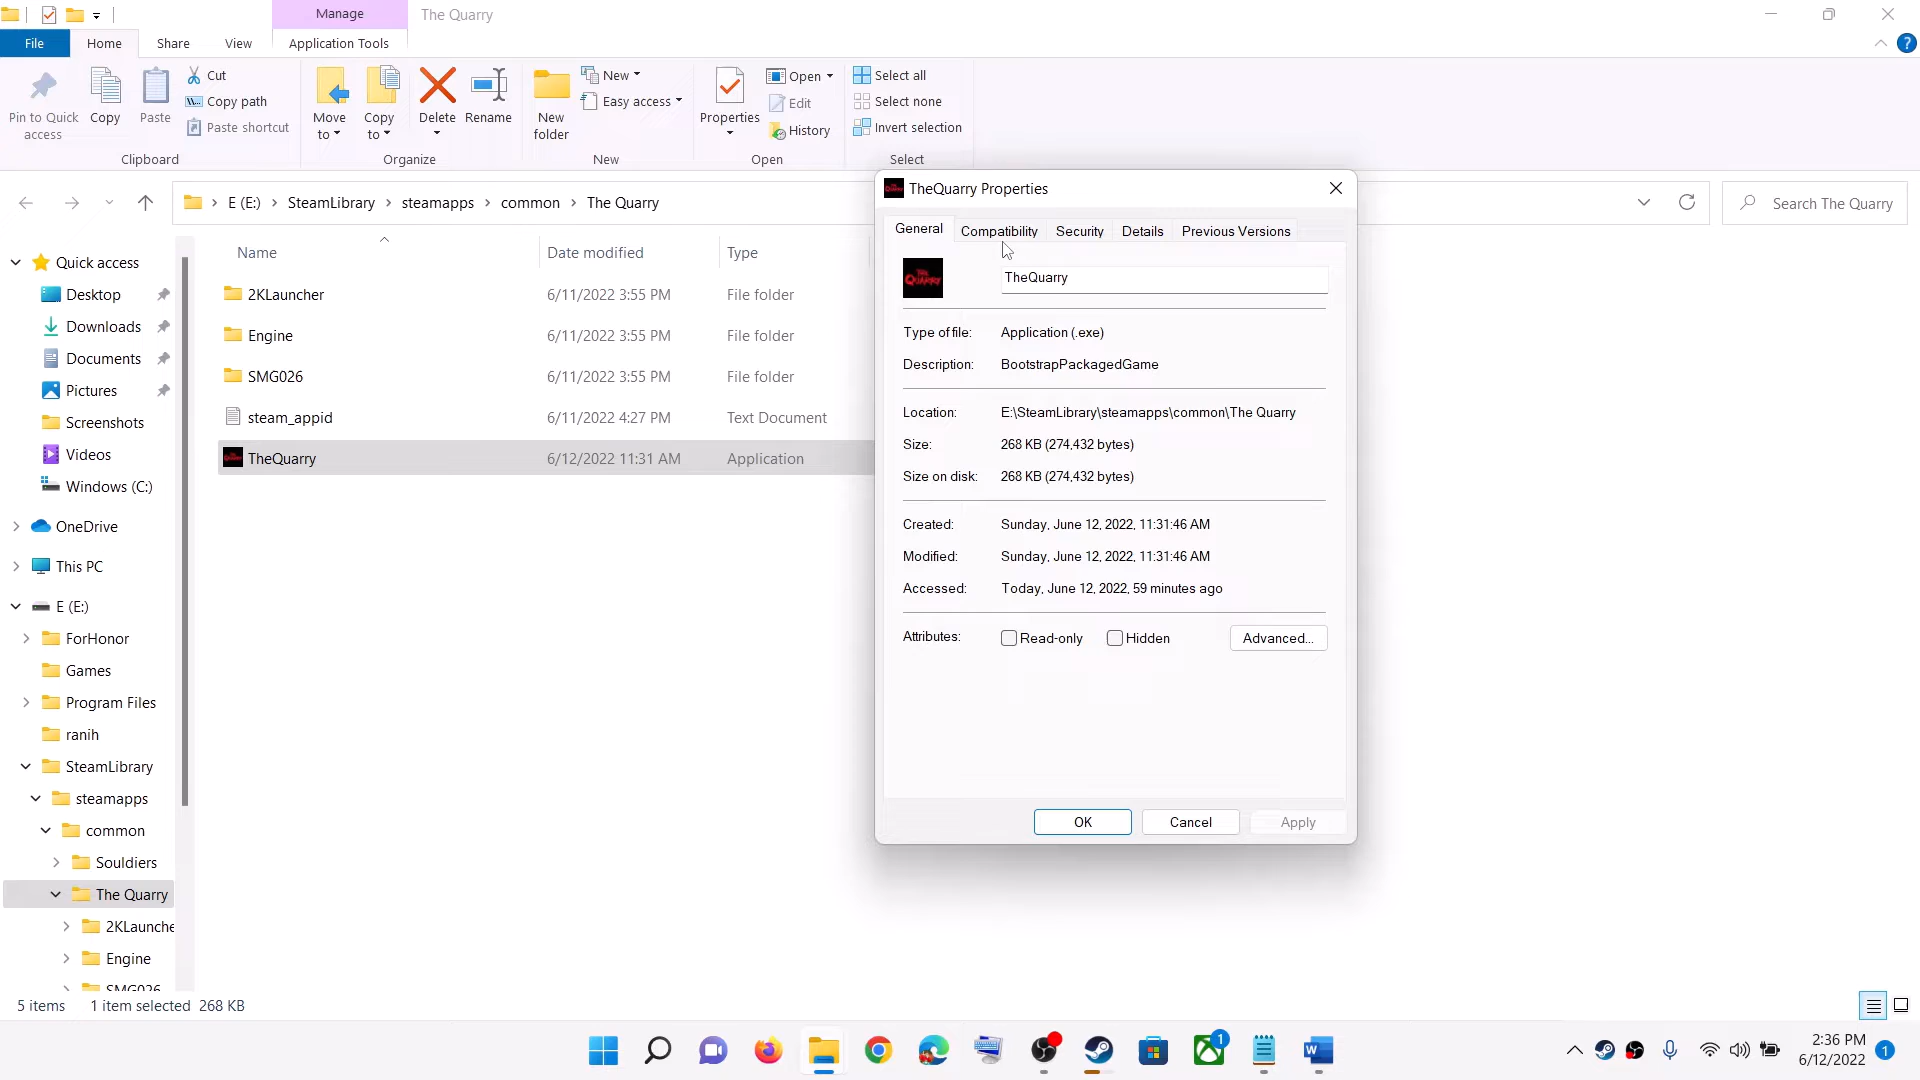 Manage
The Quarry
File
Home
Share
View
Application Tools
Pin to Quick access
Copy
Paste
Cut
Copy path
Paste shortcut
Clipboard
Move to
Copy to
Delete
Rename
Organize
New folder
New
Easy access
New
Properties
Open
Edit
History
Open
Select all
Select none
Invert selection
Select
E (E:) > SteamLibrary > steamapps > common > The Quarry
Search The Quarry
Quick access
Desktop
Downloads
Documents
Pictures
Screenshots
Videos
Windows (C:)
OneDrive
This PC
E (E:)
ForHonor
Games
Program Files
ranih
SteamLibrary
steamapps
common
Souldiers
The Quarry
2KLaunche
Engine
SMG026
Name Date modified Type
2KLauncher 6/11/2022 3:55 PM File folder
Engine 6/11/2022 3:55 PM File folder
SMG026 6/11/2022 3:55 PM File folder
steam_appid 6/11/2022 4:27 PM Text Document
TheQuarry 6/12/2022 11:31 AM Application
TheQuarry Properties
General Compatibility Security Details Previous Versions
TheQuarry
Type of file: Application (.exe)
Description: BootstrapPackagedGame
Location: E:\SteamLibrary\steamapps\common\The Quarry
Size: 268 KB (274,432 bytes)
Size on disk: 268 KB (274,432 bytes)
Created: Sunday, June 12, 2022, 11:31:46 AM
Modified: Sunday, June 12, 2022, 11:31:46 AM
Accessed: Today, June 12, 2022, 59 minutes ago
Attributes: Read-only Hidden Advanced...
OK Cancel Apply
5 items 1 item selected 268 KB
1
2:36 PM
6/12/2022
1